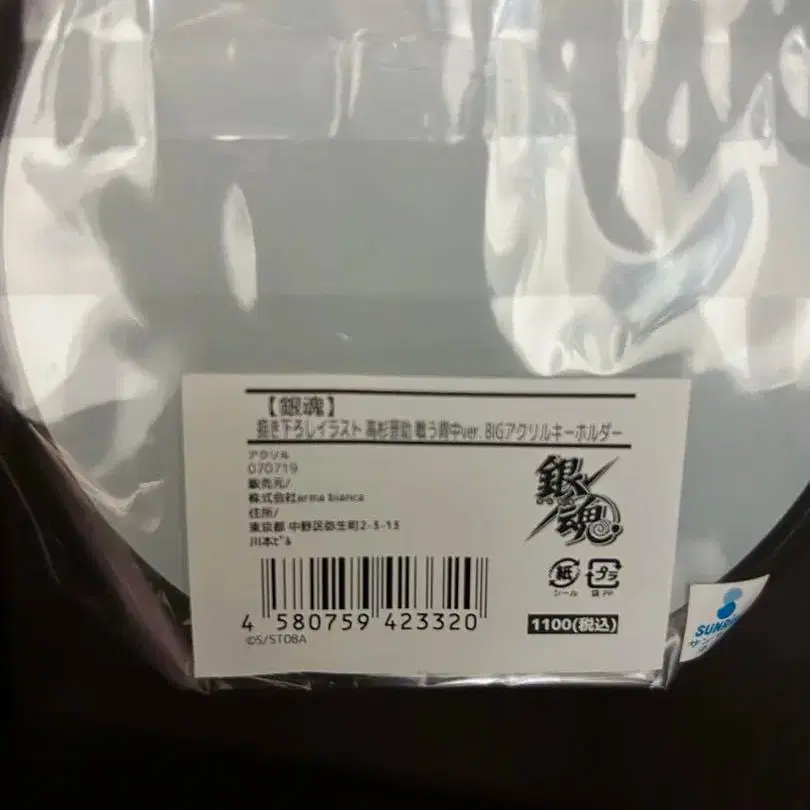 【銀魂】
描き下ろしイラスト 高杉晋助 戦う背中ver. BIGアクリルキーホルダー
アクリル
070719
販売元/
株式会社arma bianca
住所/
東京都 中野区弥生町2-3-13
川本ビル
銀魂
紙
シール
プラ
袋 PP
4 580759 423320
1100(税込)
©S/STOBA
SUNRISE